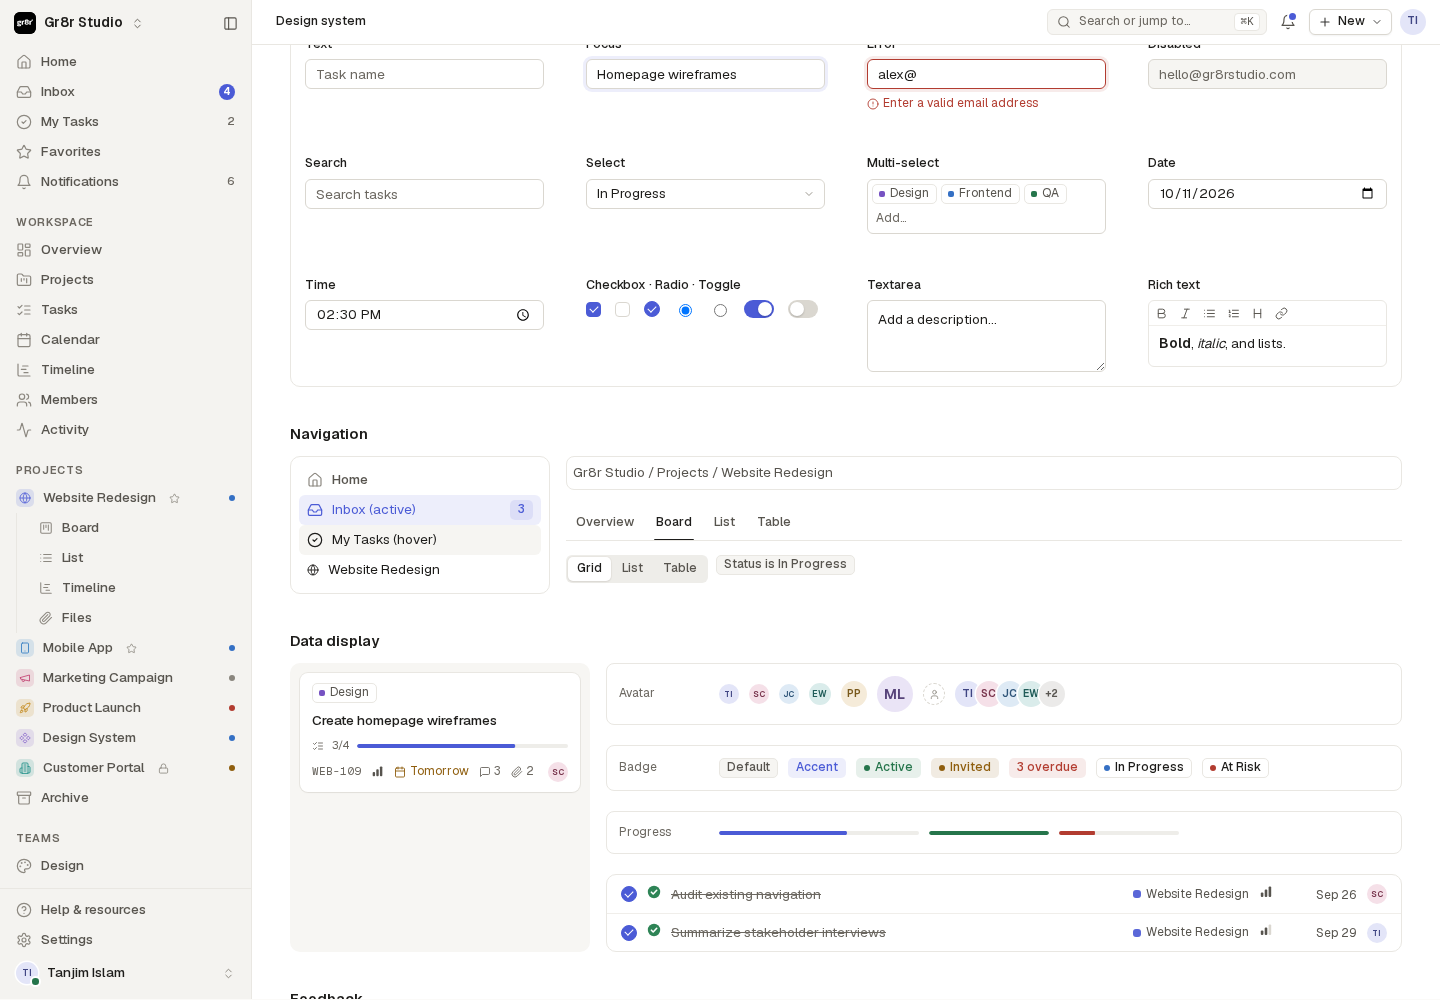 gr8r Gr8r Studio
Home
Inbox 4
My Tasks 2
Favorites
Notifications 6
WORKSPACE
Overview
Projects
Tasks
Calendar
Timeline
Members
Activity
PROJECTS
Website Redesign
Board
List
Timeline
Files
Mobile App
Marketing Campaign
Product Launch
Design System
Customer Portal
Archive
TEAMS
Design
Help & resources
Settings
TI Tanjim Islam
Design system
Search or jump to... ⌘K
New
TI
Text Focus Error Disabled
Task name
Homepage wireframes
alex@
hello@gr8rstudio.com
Enter a valid email address
Search Select Multi-select Date
Search tasks
In Progress
Design Frontend QA
Add...
10/11/2026
Time Checkbox · Radio · Toggle Textarea Rich text
02:30 PM
Add a description...
B I H
Bold, italic, and lists.
Navigation
Home
Inbox (active) 3
My Tasks (hover)
Website Redesign
Gr8r Studio / Projects / Website Redesign
Overview Board List Table
Grid List Table Status is In Progress
Data display
Design
Create homepage wireframes
3/4
WEB-109 Tomorrow 3 2 SC
Avatar TI SC JC EW PP ML TI SC JC EW +2
Badge Default Accent Active Invited 3 overdue In Progress At Risk
Progress
Audit existing navigation Website Redesign Sep 26 SC
Summarize stakeholder interviews Website Redesign Sep 29 TI
Feedback